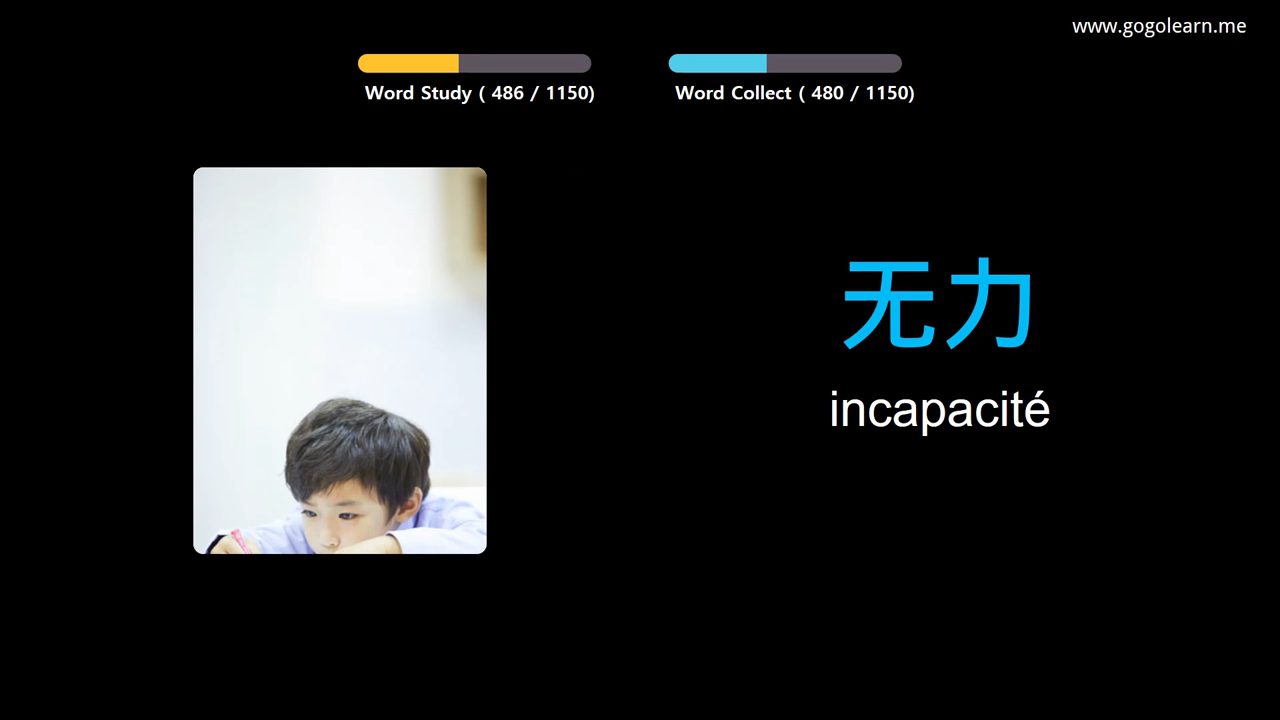 www.gogolearn.me
Word Study ( 486 / 1150)
Word Collect ( 480 / 1150)
无力
incapacité